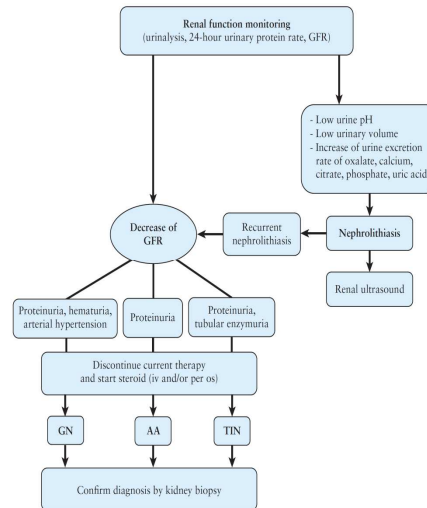 Renal function monitoring
(urinalysis, 24-hour urinary protein rate, GFR)
- Low urine pH
- Low urinary volume
- Increase of urine excretion
rate of oxalate, calcium,
citrate, phosphate, uric acid
Decrease of
GFR
Recurrent
nephrolithiasis
Nephrolithiasis
Renal ultrasound
Proteinuria, hematuria,
arterial hypertension
Proteinuria
Proteinuria,
tubular enzymuria
Discontinue current therapy
and start steroid (iv and/or per os)
GN
AA
TIN
Confirm diagnosis by kidney biopsy